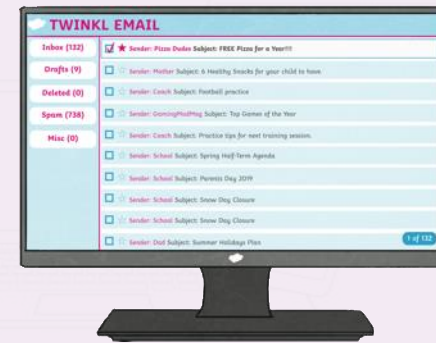 TWINKL EMAIL
Inbox (132)
Drafts (9)
Deleted (0)
Spam (738)
Misc (0)
Sender: Pizza Dudes Subject: FREE Pizza for a Year!!!
Sender: Mother Subject: 6 Healthy Snacks for your child to have
Sender: Coach Subject: Football practice
Sender: GamingMadMag Subject: Top Games of the Year
Sender: Coach Subject: Practice tips for next training session.
Sender: School Subject: Spring Half-Term Agenda
Sender: School Subject: Parents Day 2019
Sender: School Subject: Snow Day Closure
Sender: School Subject: Snow Day Closure
Sender: Dad Subject: Summer Holidays Plan
1 of 132